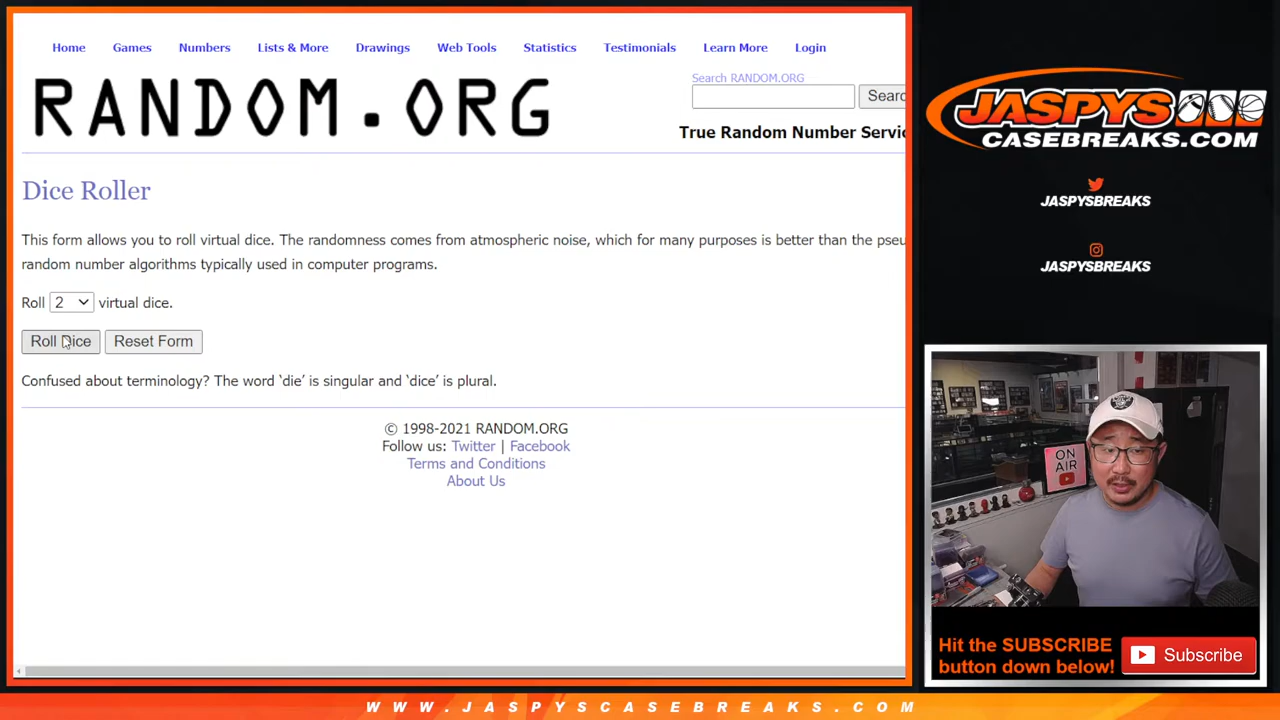 Home Games Numbers Lists & More Drawings Web Tools Statistics Testimonials Learn More Login
RANDOM.ORG
Search RANDOM.ORG
True Random Number
Dice Roller
This form allows you to roll virtual dice. The randomness comes from atmospheric noise, which for many purposes is better than the
random number algorithms typically used in computer programs.
Roll 2 virtual dice.
Roll Dice Reset Form
Confused about terminology? The word ‘die’ is singular and ‘dice’ is plural.
© 1998-2021 RANDOM.ORG
Follow us: Twitter | Facebook
Terms and Conditions
About Us
JASPYS
CASEBREAKS.COM
JASPYSBREAKS
JASPYSBREAKS
ON
AIR
Hit the SUBSCRIBE
button down below!
Subscribe
WWW.JASPYSCASEBREAKS.COM